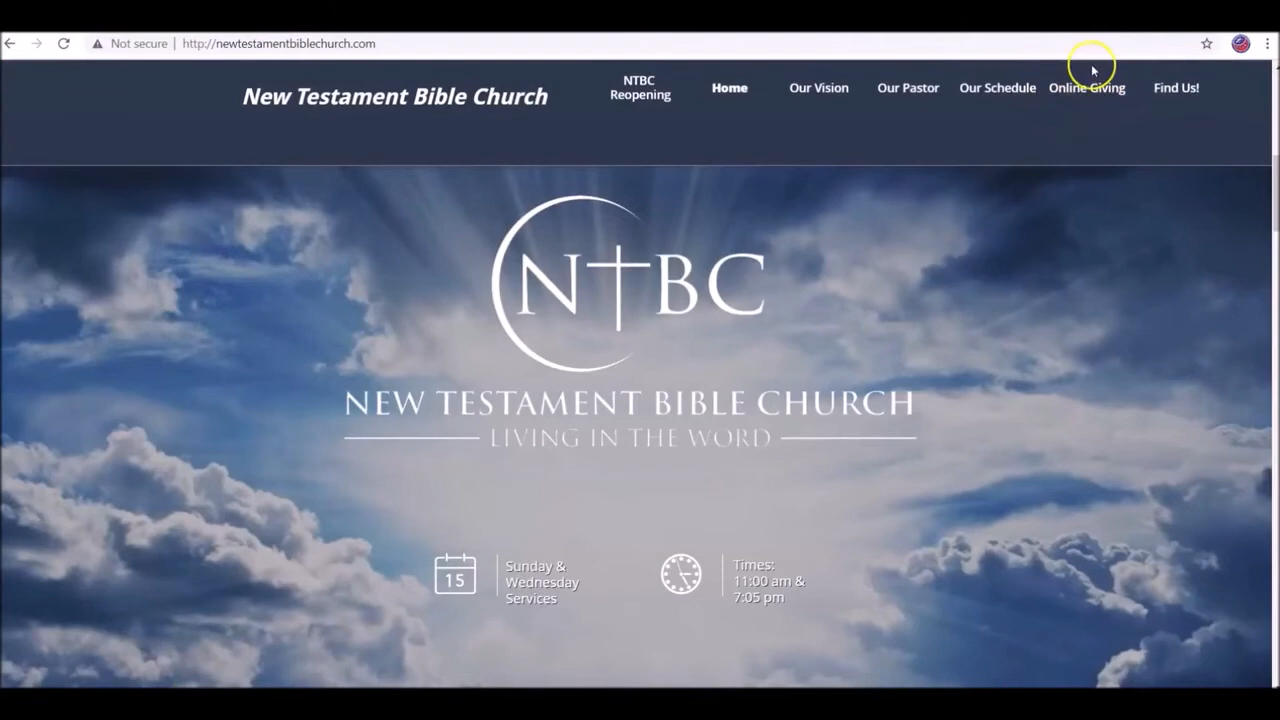 Not secure | http://newtestamentbiblechurch.com
New Testament Bible Church
NTBC
Reopening
Home
Our Vision
Our Pastor
Our Schedule
Online Giving
Find Us!
NTBC
NEW TESTAMENT BIBLE CHURCH
LIVING IN THE WORD
15
Sunday &
Wednesday
Services
Times:
11:00 am &
7:05 pm